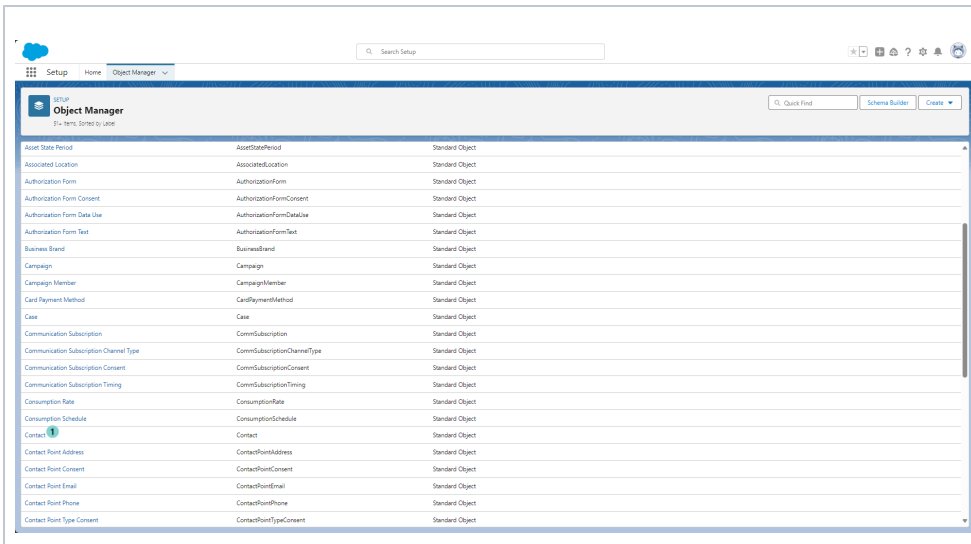 Search Setup
Setup Home Object Manager
SETUP
Object Manager
51+ Items, Sorted by Label
Quick Find
Schema Builder
Create
Asset State Period AssetStatePeriod Standard Object
Associated Location AssociatedLocation Standard Object
Authorization Form AuthorizationForm Standard Object
Authorization Form Consent AuthorizationFormConsent Standard Object
Authorization Form Data Use AuthorizationFormDataUse Standard Object
Authorization Form Text AuthorizationFormText Standard Object
Business Brand BusinessBrand Standard Object
Campaign Campaign Standard Object
Campaign Member CampaignMember Standard Object
Card Payment Method CardPaymentMethod Standard Object
Case Case Standard Object
Communication Subscription CommSubscription Standard Object
Communication Subscription Channel Type CommSubscriptionChannelType Standard Object
Communication Subscription Consent CommSubscriptionConsent Standard Object
Communication Subscription Timing CommSubscriptionTiming Standard Object
Consumption Rate ConsumptionRate Standard Object
Consumption Schedule ConsumptionSchedule Standard Object
Contact 1 Contact Standard Object
Contact Point Address ContactPointAddress Standard Object
Contact Point Consent ContactPointConsent Standard Object
Contact Point Email ContactPointEmail Standard Object
Contact Point Phone ContactPointPhone Standard Object
Contact Point Type Consent ContactPointTypeConsent Standard Object